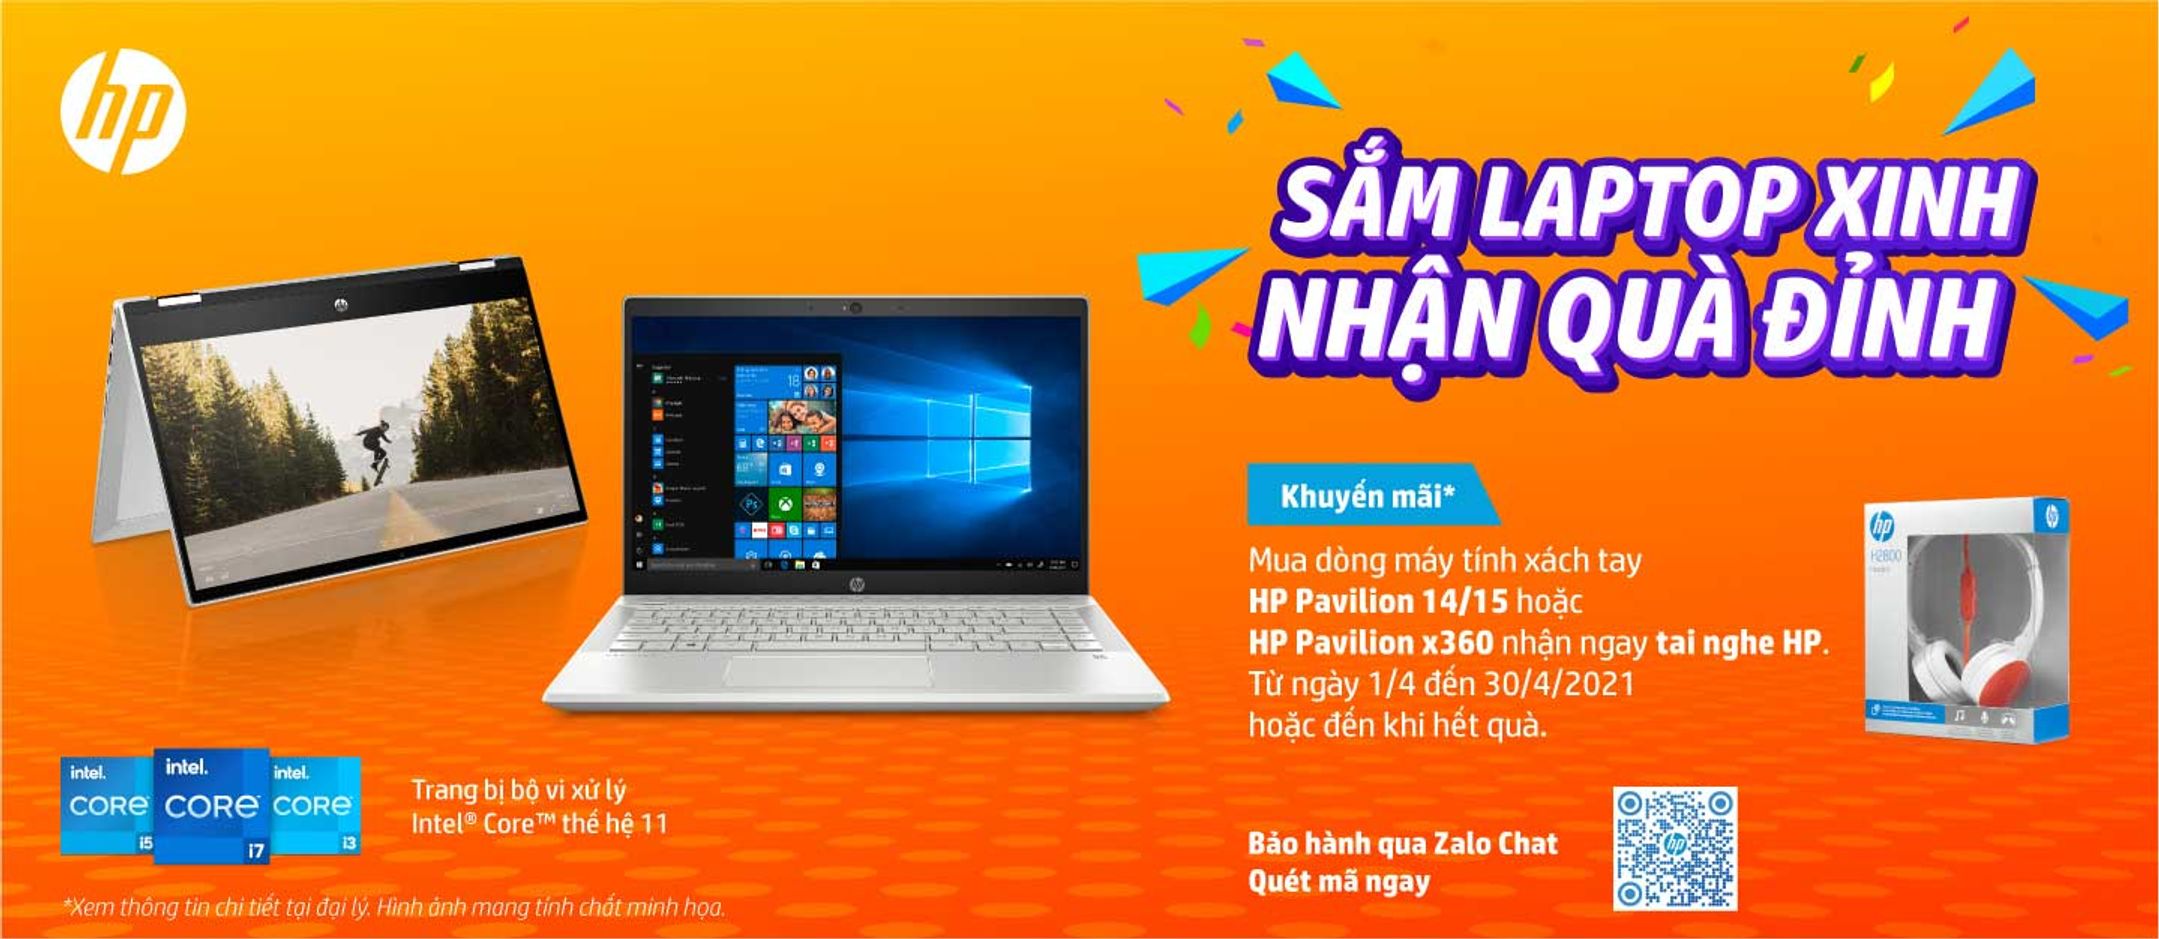 hp
SẮM LAPTOP XINH
NHẬN QUÀ ĐỈNH
Khuyến mãi*
Mua dòng máy tính xách tay
HP Pavilion 14/15 hoặc
HP Pavilion x360 nhận ngay tai nghe HP.
Từ ngày 1/4 đến 30/4/2021
hoặc đến khi hết quà.
hp
H2800
intel. CORE i5
intel. CORE i7
intel. CORE i3
Trang bị bộ vi xử lý
Intel® Core™ thế hệ 11
Bảo hành qua Zalo Chat
Quét mã ngay
hp
*Xem thông tin chi tiết tại đại lý. Hình ảnh mang tính chất minh họa.